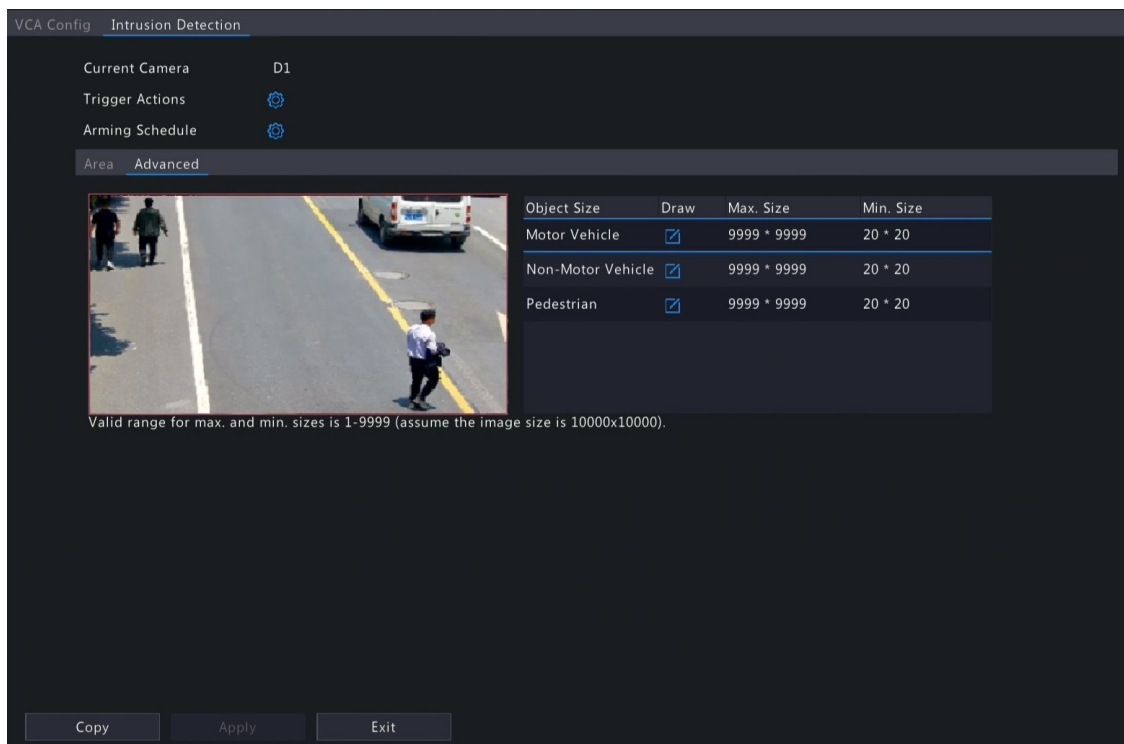 VCA Config Intrusion Detection
Current Camera D1
Trigger Actions
Arming Schedule
Area Advanced
Object Size Draw Max. Size Min. Size
Motor Vehicle 9999 * 9999 20 * 20
Non-Motor Vehicle 9999 * 9999 20 * 20
Pedestrian 9999 * 9999 20 * 20
Valid range for max. and min. sizes is 1-9999 (assume the image size is 10000x10000).
Copy Apply Exit